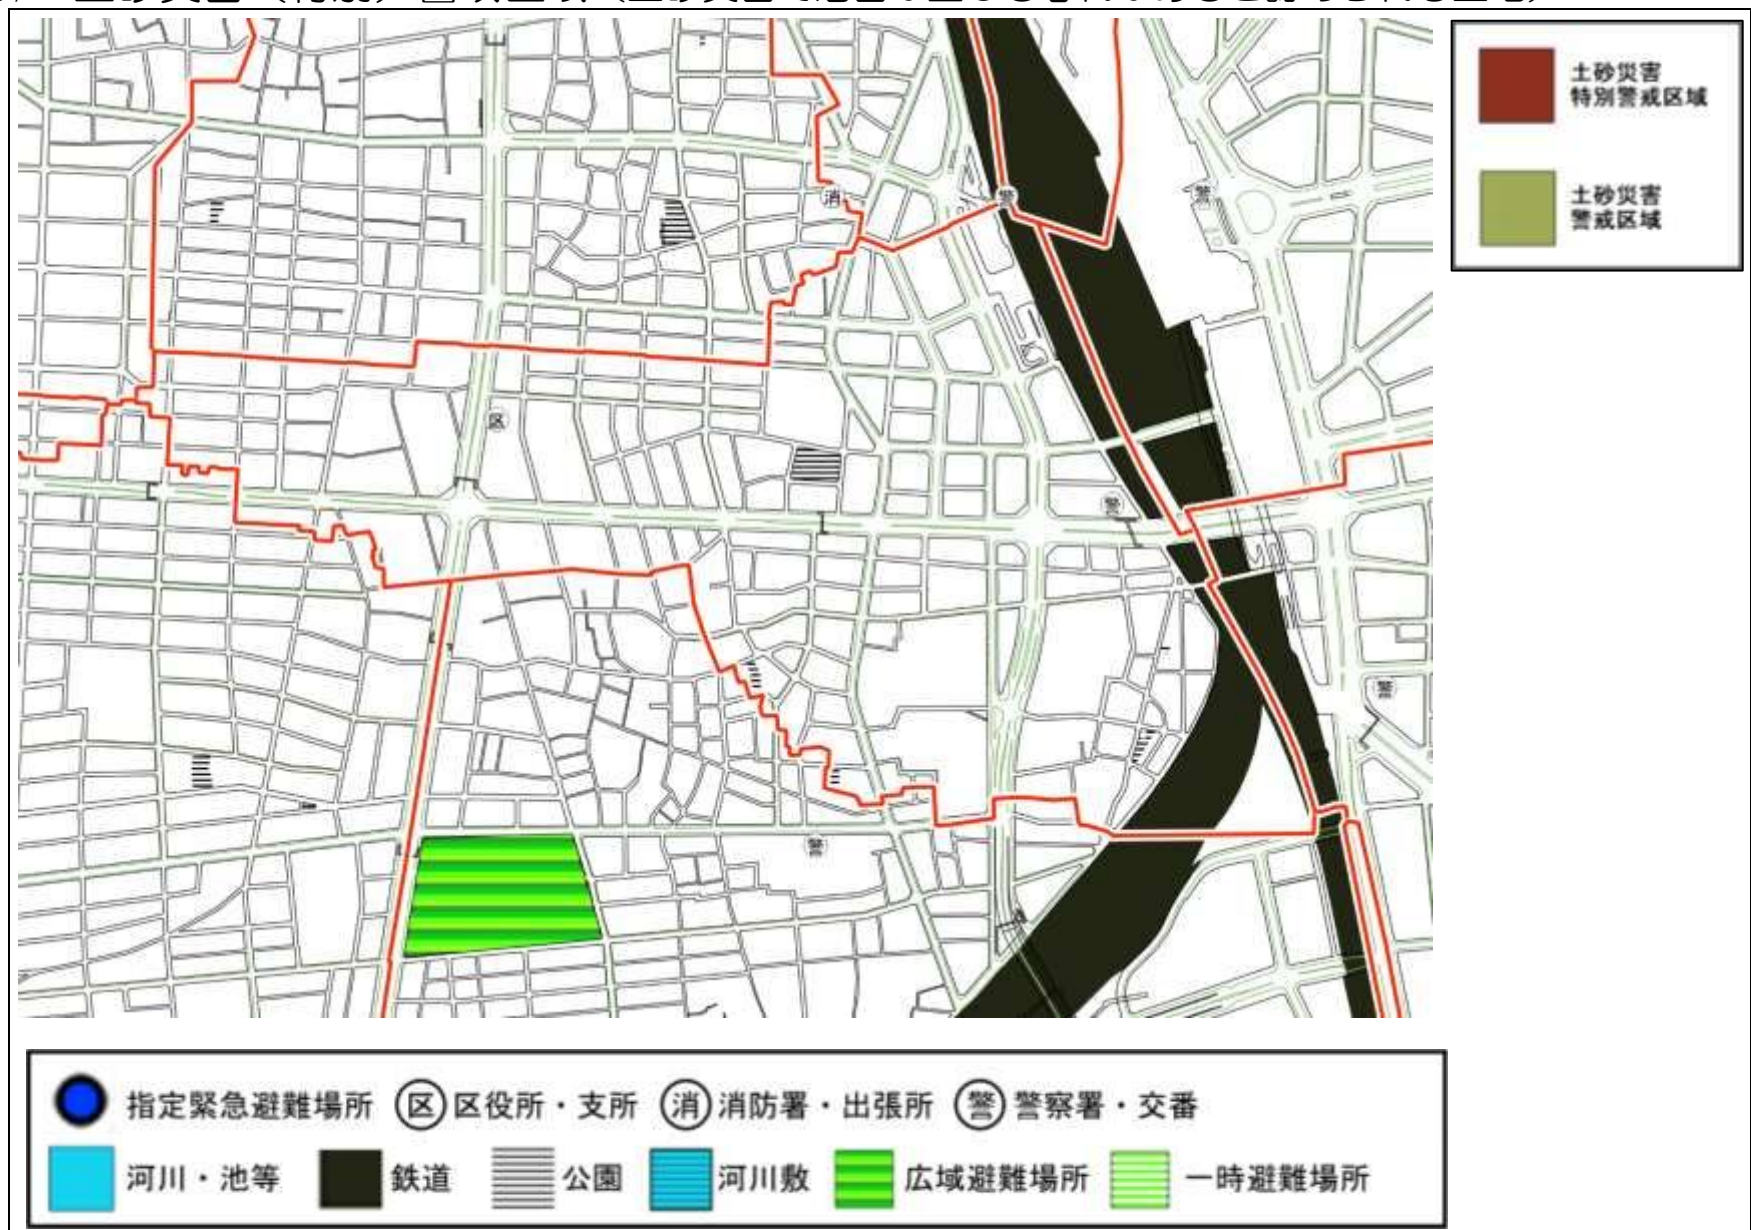 土砂災害
特別警戒区域
土砂災害
警戒区域
消
警
警
区
警
警
警
指定緊急避難場所 区 区役所・支所 消 消防署・出張所 警 警察署・交番
河川・池等 鉄道 公園 河川敷 広域避難場所 一時避難場所